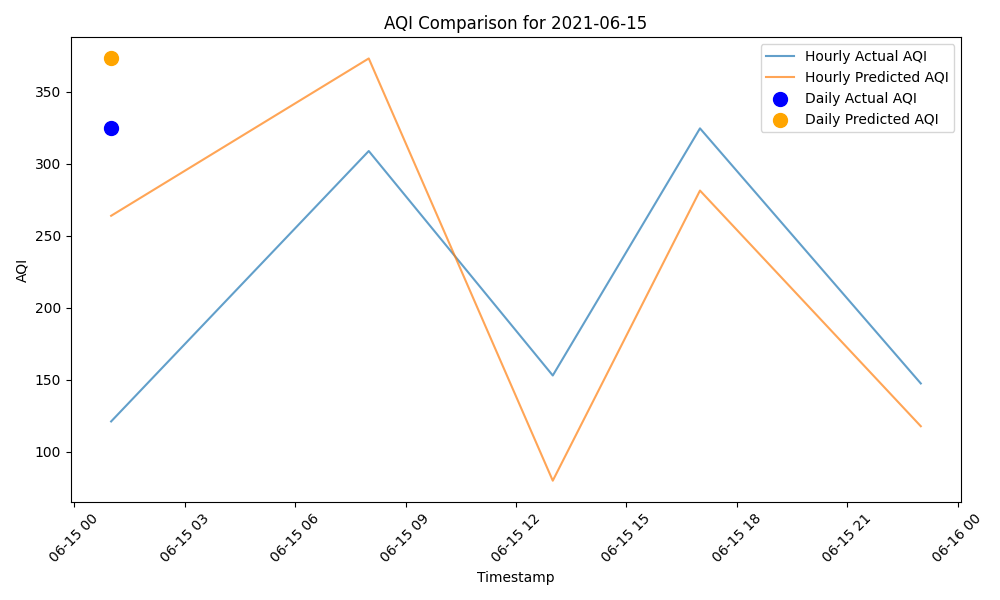 AQI Comparison for 2021-06-15
Hourly Actual AQI
Hourly Predicted AQI
Daily Actual AQI
Daily Predicted AQI
350
300
250
200
150
100
AQI
06-15 00
06-15 03
06-15 06
06-15 09
06-15 12
06-15 15
06-15 18
06-15 21
06-16 00
Timestamp